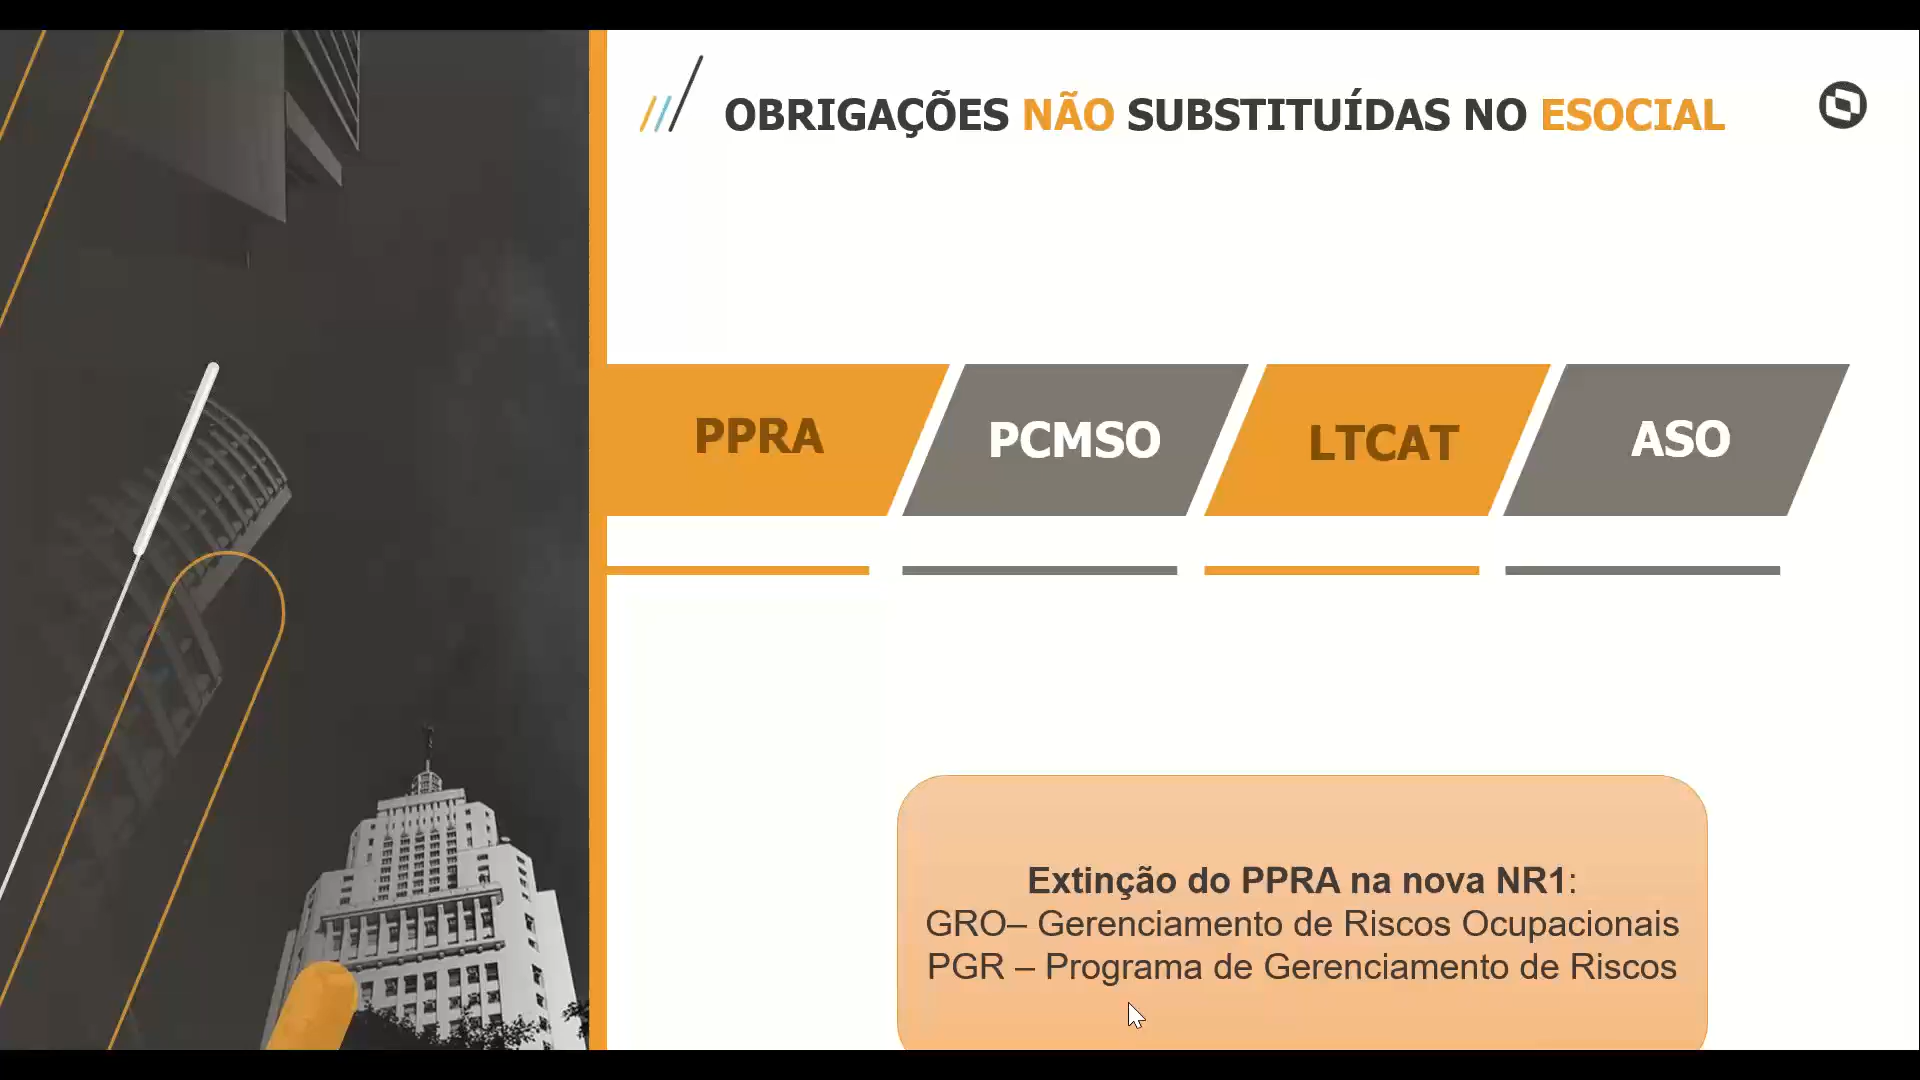 OBRIGAÇÕES NÃO SUBSTITUÍDAS NO ESOCIAL
PPRA
PCMSO
LTCAT
ASO
Extinção do PPRA na nova NR1:
GRO– Gerenciamento de Riscos Ocupacionais
PGR – Programa de Gerenciamento de Riscos